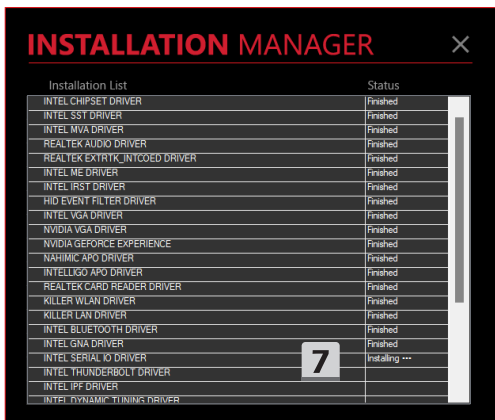 INSTALLATION MANAGER
Installation List Status
INTEL CHIPSET DRIVER Finished
INTEL SST DRIVER Finished
INTEL MVA DRIVER Finished
REALTEK AUDIO DRIVER Finished
REALTEK EXTRTK_INTCOED DRIVER Finished
INTEL ME DRIVER Finished
INTEL IRST DRIVER Finished
HID EVENT FILTER DRIVER Finished
INTEL VGA DRIVER Finished
NVIDIA VGA DRIVER Finished
NVIDIA GEFORCE EXPERIENCE Finished
NAHIMIC APO DRIVER Finished
INTELLIGO APO DRIVER Finished
REALTEK CARD READER DRIVER Finished
KILLER WLAN DRIVER Finished
KILLER LAN DRIVER Finished
INTEL BLUETOOTH DRIVER Finished
INTEL GNA DRIVER Finished
INTEL SERIAL IO DRIVER 7 Installing ---
INTEL THUNDERBOLT DRIVER
INTEL IPF DRIVER
INTEL DYNAMIC TUNING DRIVER